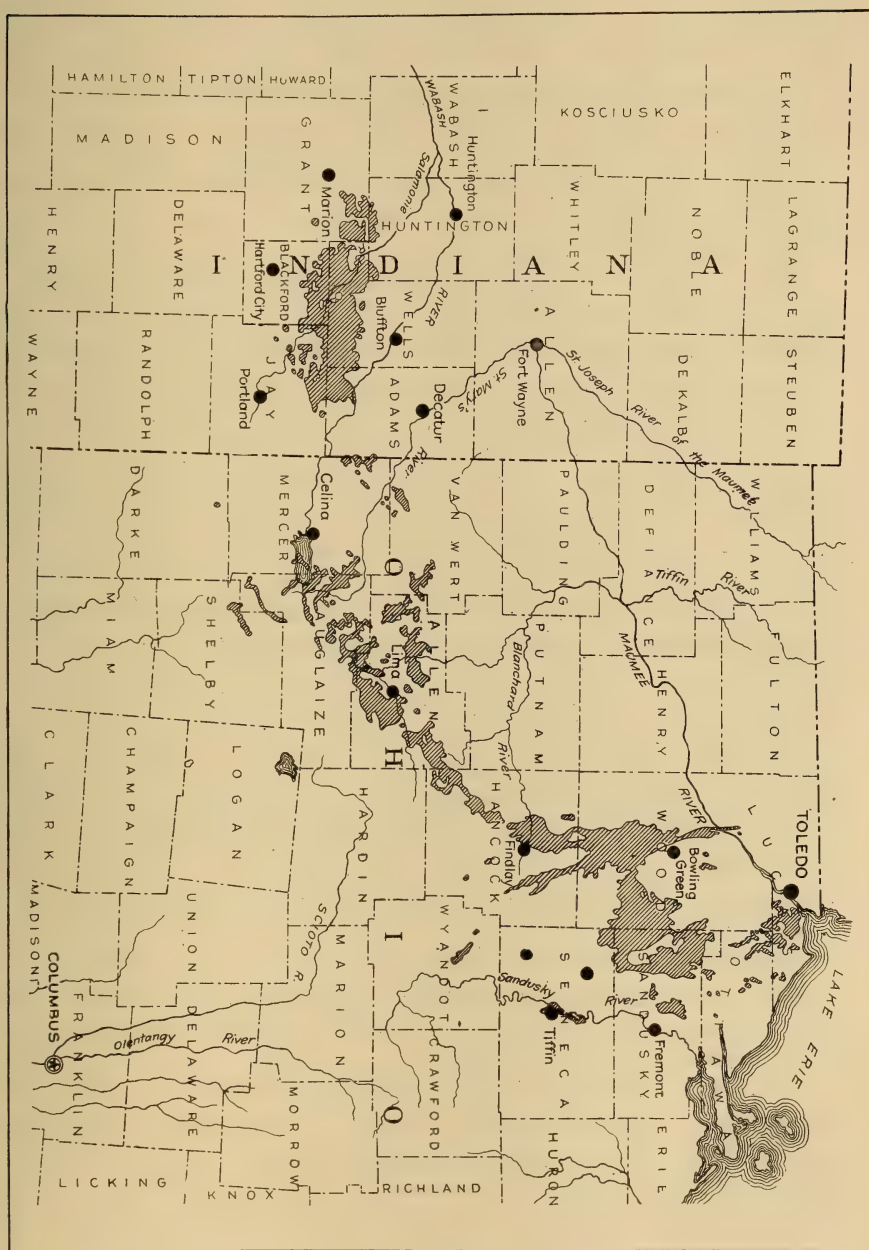 HAMILTON
TIPTON
HOWARD
WABASH
KOSCIUSKO
ELKHART
MADISON
GRANT
WABASH
Salamonie
Marion
Huntington
HUNTINGTON
WHITLEY
NOBLE
LAGRANGE
HENRY
DELAWARE
BLACKFORD
Hartford City
INDIANA
WELLS
Bluffton
RIVER
ALLEN
Fort Wayne
St. Joseph River of the Maumee
DE KALB
STEUBEN
WAYNE
RANDOLPH
JAY
Portland
ADAMS
Decatur
St Mary's River
DARKE
MERCER
Celina
VAN WERT
PAULDING
DEFIANCE
WILLIAMS
Tiffin River
MIAMI
SHELBY
AUGLAIZE
ALLEN
Lima
OHIO
PUTNAM
Blanchard River
HENRY
MAUMEE RIVER
FULTON
CLARK
CHAMPAIGN
LOGAN
HARDIN
HANCOCK
Findlay
WOOD
Bowling Green
LUC
TOLEDO
MADISON
UNION
SCIOTO R.
MARION
WYANDOT
SENECA
SANDUSKY
OTTAWA
LAKE ERIE
COLUMBUS
FRANKLIN
DELAWARE
Olentangy River
Sandusky River
Tiffin
Fremont
CRAWFORD
MORROW
HURON
ERIE
LICKING
KNOX
RICHLAND